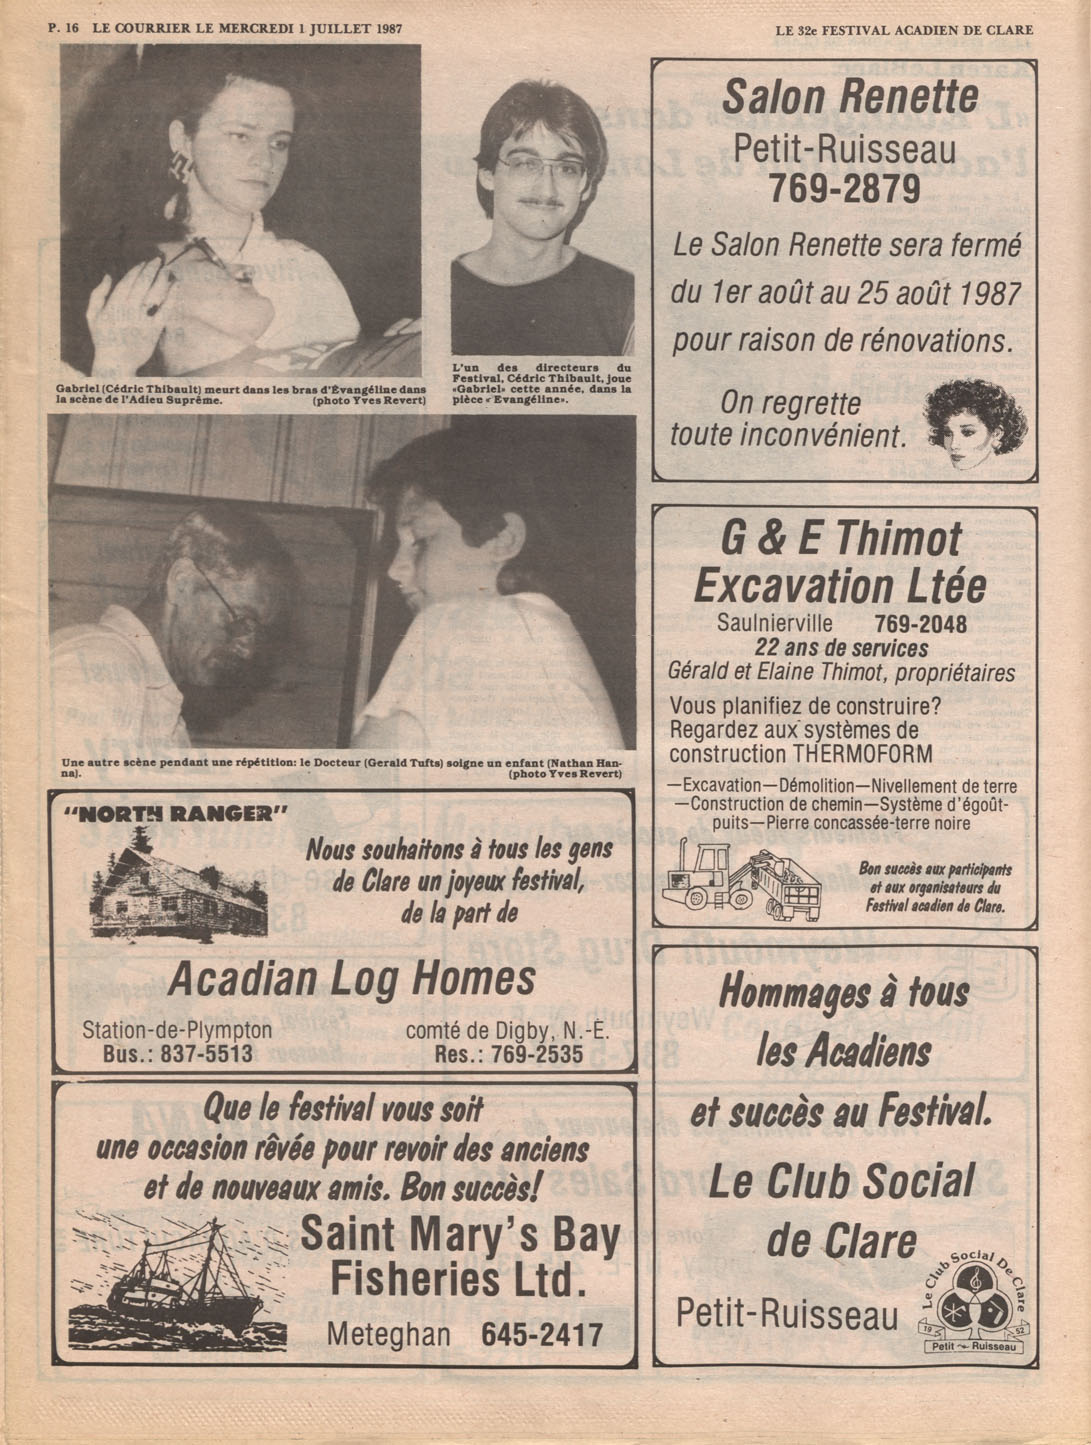 P. 16 LE COURRIER LE MERCREDI 1 JUILLET 1987
LE 32e FESTIVAL ACADIEN DE CLARE
Gabriel (Cédric Thibault) meurt dans les bras d'Évangéline dans
la scène de l'Adieu Suprême.
(photo Yves Revert)
L'un des directeurs du
Festival, Cédric Thibault, joue
«Gabriel» cette année, dans la
pièce «Evangéline».
Une autre scène pendant une répétition: le Docteur (Gerald Tufts) soigne un enfant (Nathan Han-
na).
(photo Yves Revert)
"NORTH RANGER"
Nous souhaitons à tous les gens
de Clare un joyeux festival,
de la part de
Acadian Log Homes
Station-de-Plympton
comté de Digby, N.-É.
Bus.: 837-5513
Res.: 769-2535
Que le festival vous soit
une occasion rêvée pour revoir des anciens
et de nouveaux amis. Bon succès!
Saint Mary's Bay
Fisheries Ltd.
Meteghan 645-2417
Salon Renette
Petit-Ruisseau
769-2879
Le Salon Renette sera fermé
du 1er août au 25 août 1987
pour raison de rénovations.
On regrette
toute inconvénient.
G & E Thimot
Excavation Ltée
Saulnierville 769-2048
22 ans de services
Gérald et Elaine Thimot, propriétaires
Vous planifiez de construire?
Regardez aux systèmes de
construction THERMOFORM
—Excavation—Démolition—Nivellement de terre
—Construction de chemin—Système d'égoût-
puits—Pierre concassée-terre noire
Bon succès aux participants
et aux organisateurs du
Festival acadien de Clare.
Hommages à tous
les Acadiens
et succès au Festival.
Le Club Social
de Clare
Petit-Ruisseau
Le Club Social De Clare
19 52
Petit Ruisseau